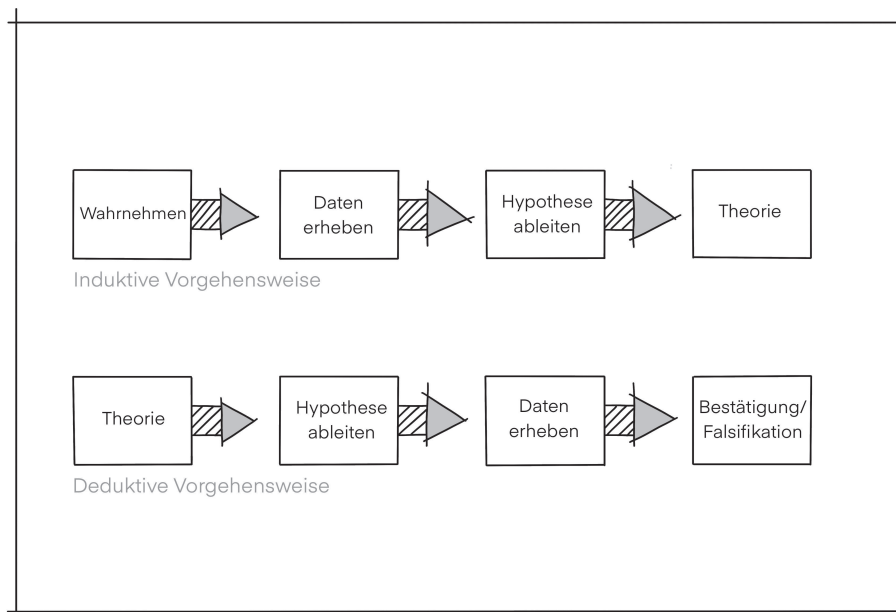 Wahrnehmen
Daten
erheben
Hypothese
ableiten
Theorie
Induktive Vorgehensweise
Theorie
Hypothese
ableiten
Daten
erheben
Bestätigung/
Falsifikation
Deduktive Vorgehensweise